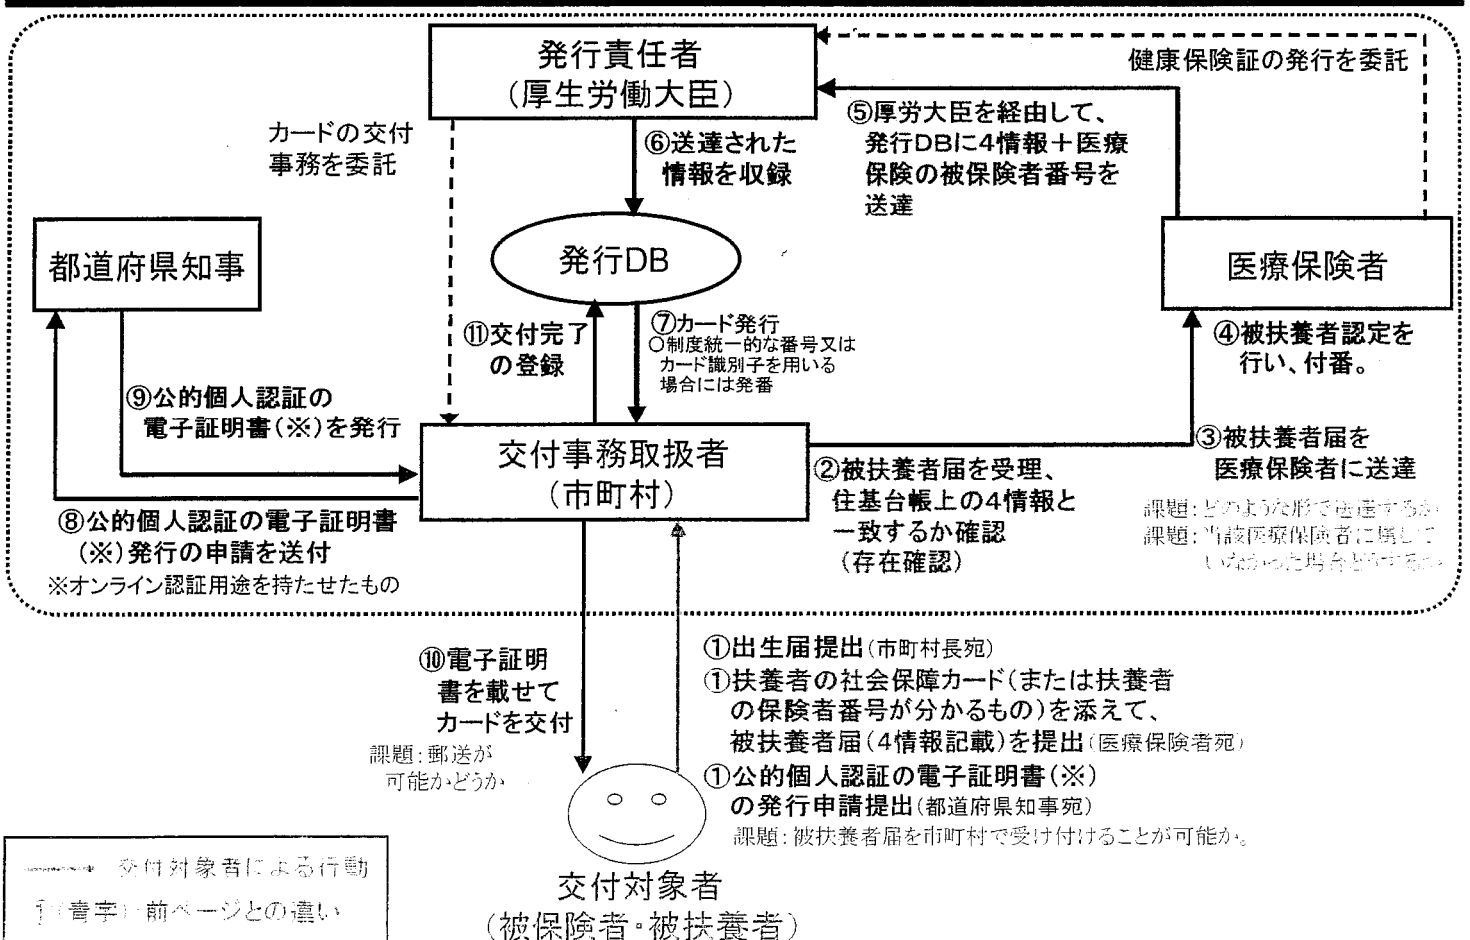 発行責任者
(厚生労働大臣)
健康保険証の発行を委託
カードの交付
事務を委託
⑥送達された
情報を収録
⑤厚労大臣を経由して、
発行DBに4情報+医療
保険の被保険者番号を
送達
都道府県知事
発行DB
医療保険者
⑪交付完了
の登録
⑦カード発行
○制度統一的な番号又は
カード識別子を用いる
場合には発番
④被扶養者認定を
行い、付番。
⑨公的個人認証の
電子証明書(※)を発行
交付事務取扱者
(市町村)
②被扶養者届を受理、
住基台帳上の4情報と
一致するか確認
(存在確認)
③被扶養者届を
医療保険者に送達
課題:どのような形で送達するか
課題:当該医療保険者に属して
いなかった場合どうするか
⑧公的個人認証の電子証明書
(※)発行の申請を送付
※オンライン認証用途を持たせたもの
⑩電子証明
書を載せて
カードを交付
課題:郵送が
可能かどうか
①出生届提出(市町村長宛)
①扶養者の社会保障カード(または扶養者
の保険者番号が分かるもの)を添えて、
被扶養者届(4情報記載)を提出(医療保険者宛)
①公的個人認証の電子証明書(※)
の発行申請提出(都道府県知事宛)
課題:被扶養者届を市町村で受け付けることが可能か。
交付対象者
(被保険者・被扶養者)
交付対象者による行動
(青字) 前ページとの違い